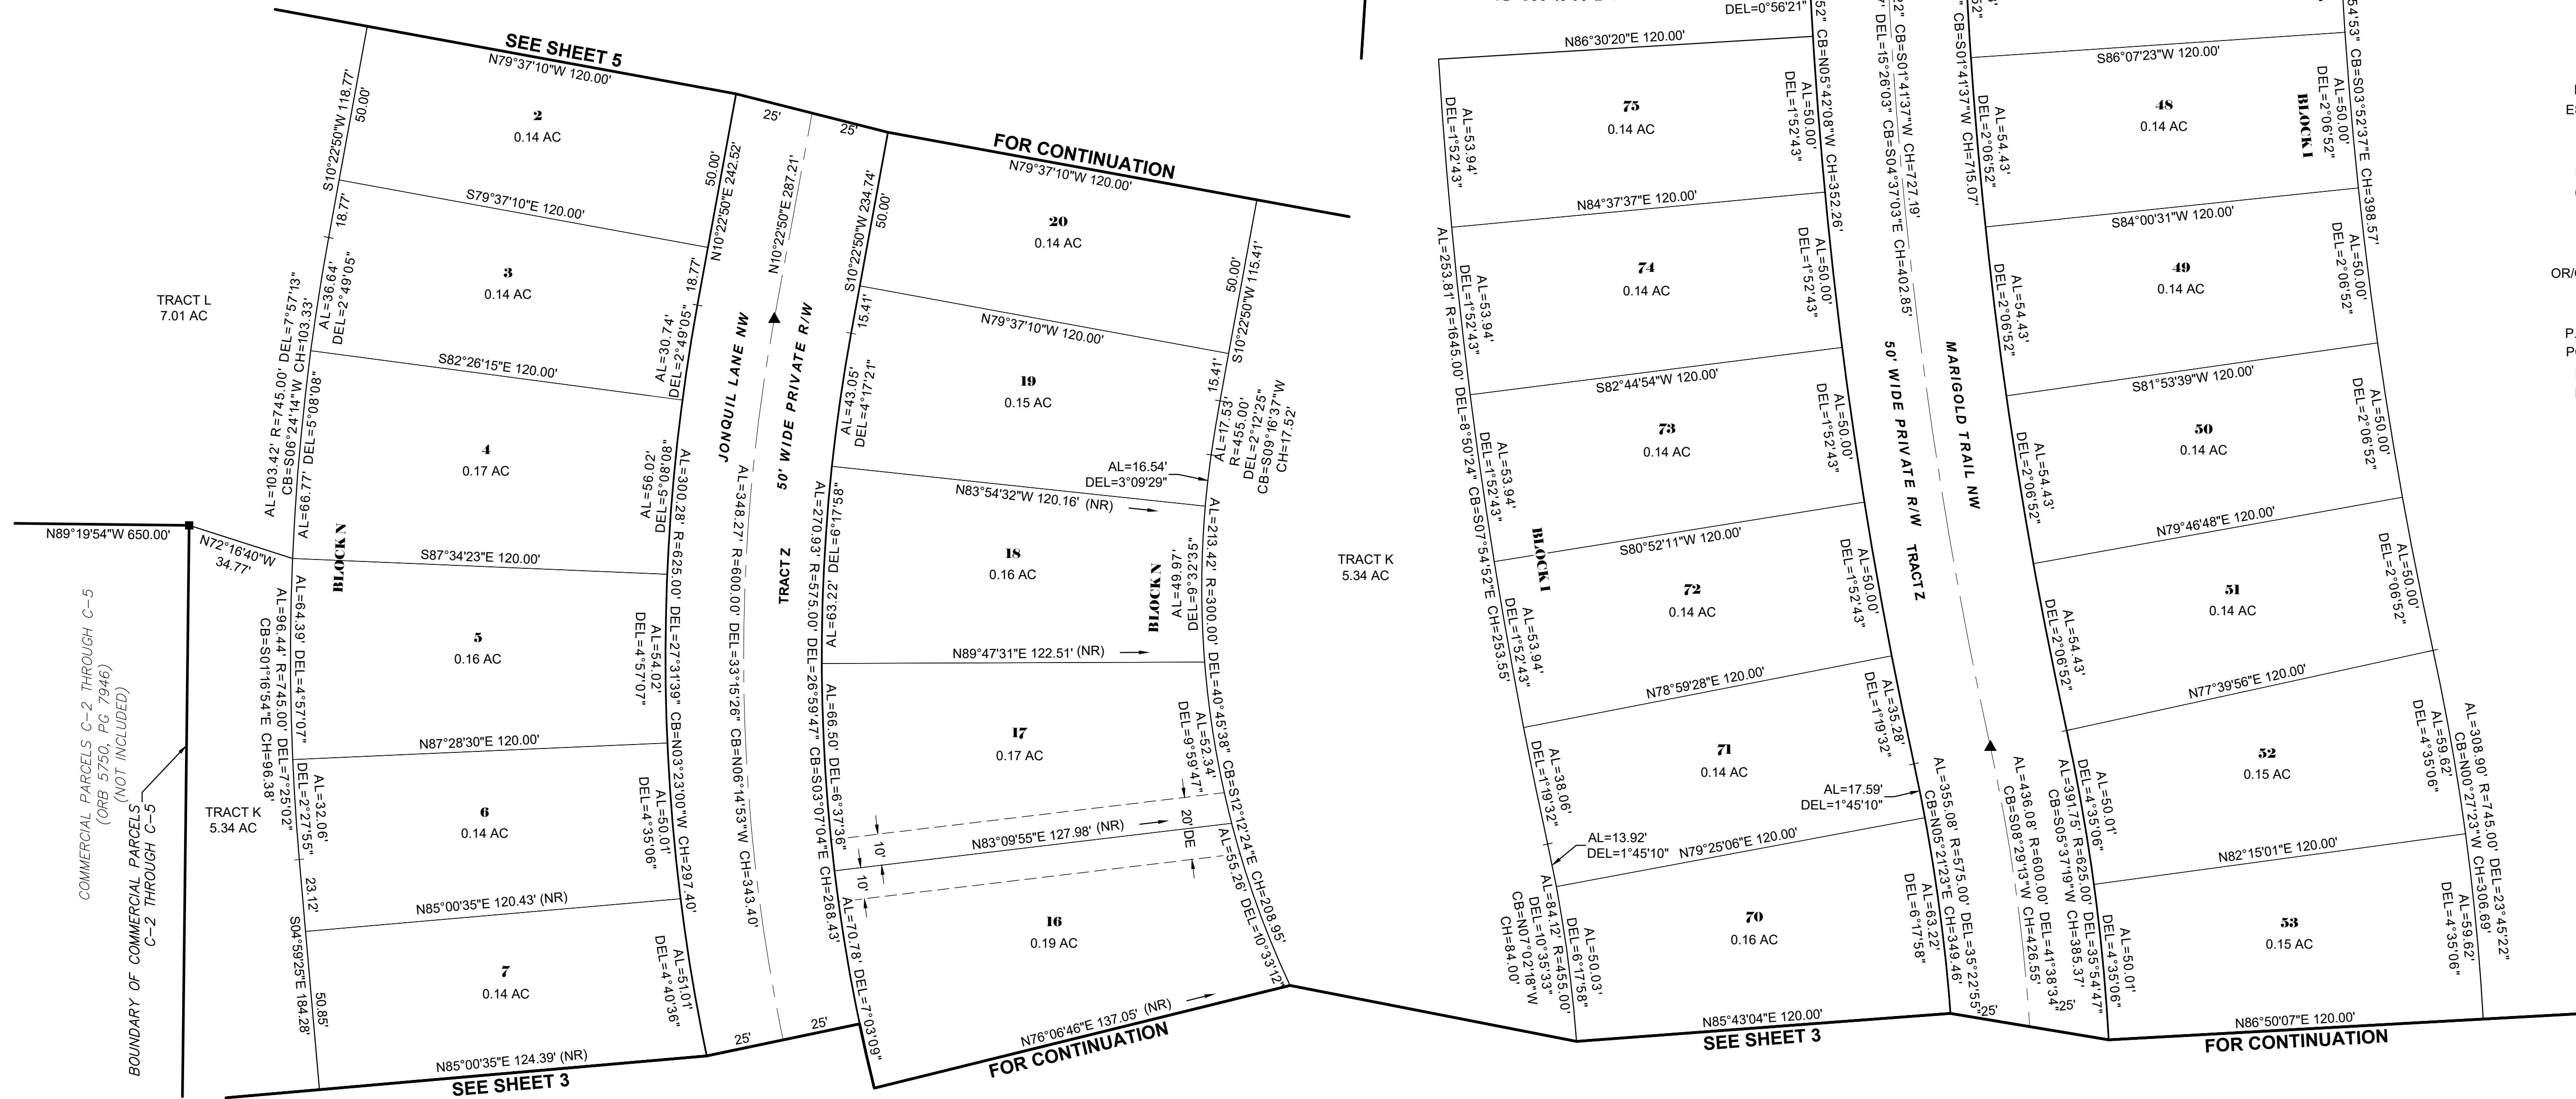 SEE SHEET 5
N79°37'10"W 120.00'
S10°22'50"W 118.77'
50.00'
2
0.14 AC
50.00'
N10°22'50"E 242.52'
S79°37'10"E 120.00'
18.77'
3
0.14 AC
18.77'
AL=36.64'
DEL=2°49'05"
AL=30.74'
DEL=2°49'05"
TRACT L
7.01 AC
AL=103.42' R=745.00' DEL=7°57'13"
CB=S06°24'14"W CH=103.33'
S82°26'15"E 120.00'
AL=66.77' DEL=5°08'08"
4
0.17 AC
AL=56.02'
DEL=5°08'08"
BLOCK N
N89°19'54"W 650.00'
N72°16'40"W
34.77'
S87°34'23"E 120.00'
AL=64.39' DEL=4°57'07"
AL=96.44' R=745.00' DEL=7°25'02"
CB=S01°16'54"E CH=96.38'
5
0.16 AC
AL=54.02'
DEL=4°57'07"
AL=300.28' R=625.00' DEL=27°31'39" CB=N03°23'00"W CH=297.40'
COMMERCIAL PARCELS C-2 THROUGH C-5
(ORB 5750, PG 7946)
(NOT INCLUDED)
BOUNDARY OF COMMERCIAL PARCELS
C-2 THROUGH C-5
N87°28'30"E 120.00'
TRACT K
5.34 AC
AL=32.06'
DEL=2°27'55"
23.12'
6
0.14 AC
AL=50.01'
DEL=4°35'06"
N85°00'35"E 120.43' (NR)
S04°59'25"E 184.28'
50.85'
7
0.14 AC
AL=51.01'
DEL=4°40'36"
N85°00'35"E 124.39' (NR)
SEE SHEET 3
25'
25'
25'
25'
N10°22'50"E 287.21'
JONQUIL LANE NW
50' WIDE PRIVATE R/W
TRACT Z
AL=348.27' R=600.00' DEL=33°15'26" CB=N06°14'53"W CH=343.40'
FOR CONTINUATION
N79°37'10"W 120.00'
S10°22'50"W 234.74'
50.00'
20
0.14 AC
50.00'
S10°22'50"W 115.41'
N79°37'10"W 120.00'
15.41'
15.41'
19
0.15 AC
AL=43.05'
DEL=4°17'21"
AL=17.53'
R=455.00'
DEL=2°12'25"
CB=S09°16'37"W
CH=17.52'
AL=16.54'
DEL=3°09'29"
N83°54'32"W 120.16' (NR)
AL=270.93' R=575.00' DEL=26°59'47" CB=S03°07'04"E CH=268.43'
AL=63.22' DEL=6°17'58"
18
0.16 AC
BLOCK N
AL=49.97'
DEL=9°32'35"
AL=213.42' R=300.00' DEL=40°45'38" CB=S12°12'24"E CH=208.95'
N89°47'31"E 122.51' (NR)
AL=66.50' DEL=6°37'36"
17
0.17 AC
AL=52.34'
DEL=9°59'47"
10'
N83°09'55"E 127.98' (NR)
20' DE
10'
AL=70.78' DEL=7°03'09"
16
0.19 AC
AL=55.26' DEL=10°33'12"
N76°06'46"E 137.05' (NR)
FOR CONTINUATION
TRACT K
5.34 AC
DEL=0°56'21"
N86°30'20"E 120.00'
AL=53.94'
DEL=1°52'43"
75
0.14 AC
AL=50.00'
DEL=1°52'43"
52" CB=N05°42'08"W CH=352.26'
N84°37'37"E 120.00'
AL=253.81' R=1645.00' DEL=8°50'24" CB=S07°54'52"E CH=253.55'
AL=53.94'
DEL=1°52'43"
74
0.14 AC
AL=50.00'
DEL=1°52'43"
S82°44'54"W 120.00'
AL=53.94'
DEL=1°52'43"
73
0.14 AC
AL=50.00'
DEL=1°52'43"
BLOCK I
S80°52'11"W 120.00'
AL=53.94'
DEL=1°52'43"
72
0.14 AC
AL=50.00'
DEL=1°52'43"
N78°59'28"E 120.00'
AL=38.06'
DEL=1°19'32"
71
0.14 AC
AL=35.28'
DEL=1°19'32"
AL=17.59'
DEL=1°45'10"
AL=13.92'
DEL=1°45'10"
N79°25'06"E 120.00'
AL=84.12' R=455.00'
DEL=10°35'33"
CB=N07°02'18"W
CH=84.00'
AL=50.03'
DEL=6°17'58"
70
0.16 AC
AL=63.22'
DEL=6°17'58"
AL=355.08' R=575.00' DEL=35°22'55"
CB=N05°21'23"E CH=349.46'
N85°43'04"E 120.00'
SEE SHEET 3
25'
25'
DEL=15°26'03" CB=S04°37'03"E CH=402.85'
22" CB=S01°41'37"W CH=727.19'
" CB=S01°41'37"W CH=715.07'
52"
MARIGOLD TRAIL NW
50' WIDE PRIVATE R/W
TRACT Z
AL=436.08' R=600.00' DEL=41°38'34"
CB=S08°29'13"W CH=426.55'
AL=391.75' R=625.00' DEL=35°54'47"
CB=S05°37'19"W CH=385.37'
S86°07'23"W 120.00'
AL=54.43'
DEL=2°06'52"
48
0.14 AC
BLOCK I
AL=50.00'
DEL=2°06'52"
54'53" CB=S03°52'37"E CH=398.57'
S84°00'31"W 120.00'
AL=54.43'
DEL=2°06'52"
49
0.14 AC
AL=50.00'
DEL=2°06'52"
S81°53'39"W 120.00'
AL=54.43'
DEL=2°06'52"
50
0.14 AC
AL=50.00'
DEL=2°06'52"
N79°46'48"E 120.00'
AL=54.43'
DEL=2°06'52"
51
0.14 AC
AL=50.00'
DEL=2°06'52"
N77°39'56"E 120.00'
AL=50.01'
DEL=4°35'06"
52
0.15 AC
AL=59.62'
DEL=4°35'06"
AL=308.90' R=745.00' DEL=23°45'22"
CB=N00°27'23"W CH=306.69'
N82°15'01"E 120.00'
AL=50.01'
DEL=4°35'06"
53
0.15 AC
AL=59.62'
DEL=4°35'06"
N86°50'07"E 120.00'
FOR CONTINUATION